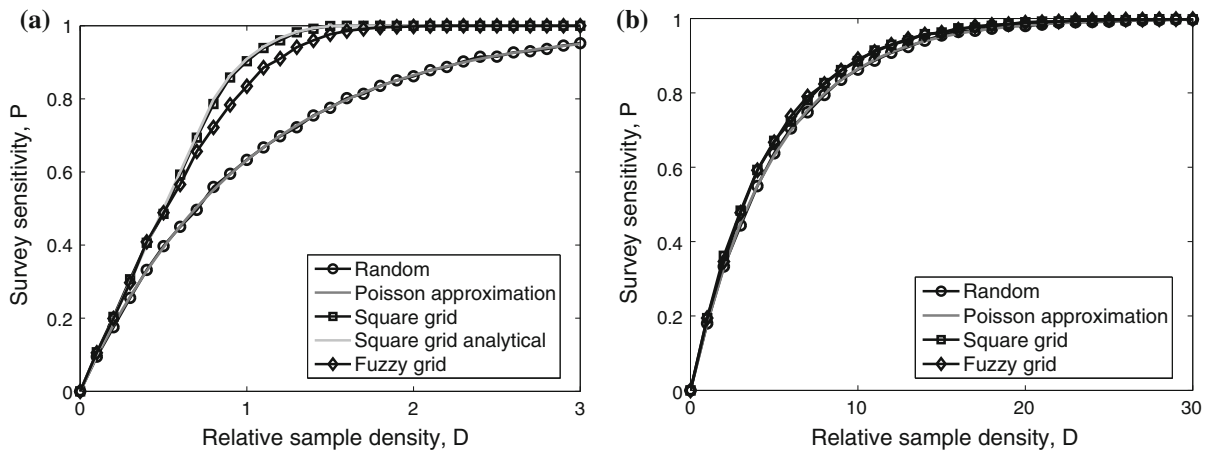 (a)
1
0.8
0.6
0.4
0.2
0
Survey sensitivity, P
0
1
2
3
Relative sample density, D
Random
Poisson approximation
Square grid
Square grid analytical
Fuzzy grid
(b)
1
0.8
0.6
0.4
0.2
0
Survey sensitivity, P
0
10
20
30
Relative sample density, D
Random
Poisson approximation
Square grid
Fuzzy grid